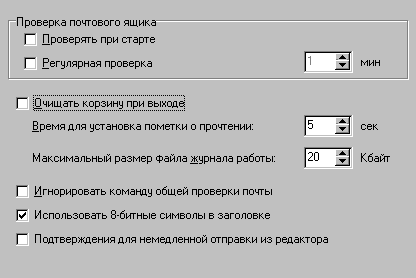 Проверка почтового ящика
Проверять при старте
Регулярная проверка 1 мин
Очищать корзину при выходе
Время для установка пометки о прочтении: 5 сек
Максимальный размер файла журнала работы: 20 Кбайт
Игнорировать команду общей проверки почты
Использовать 8-битные символы в заголовке
Подтверждения для немедленной отправки из редактора